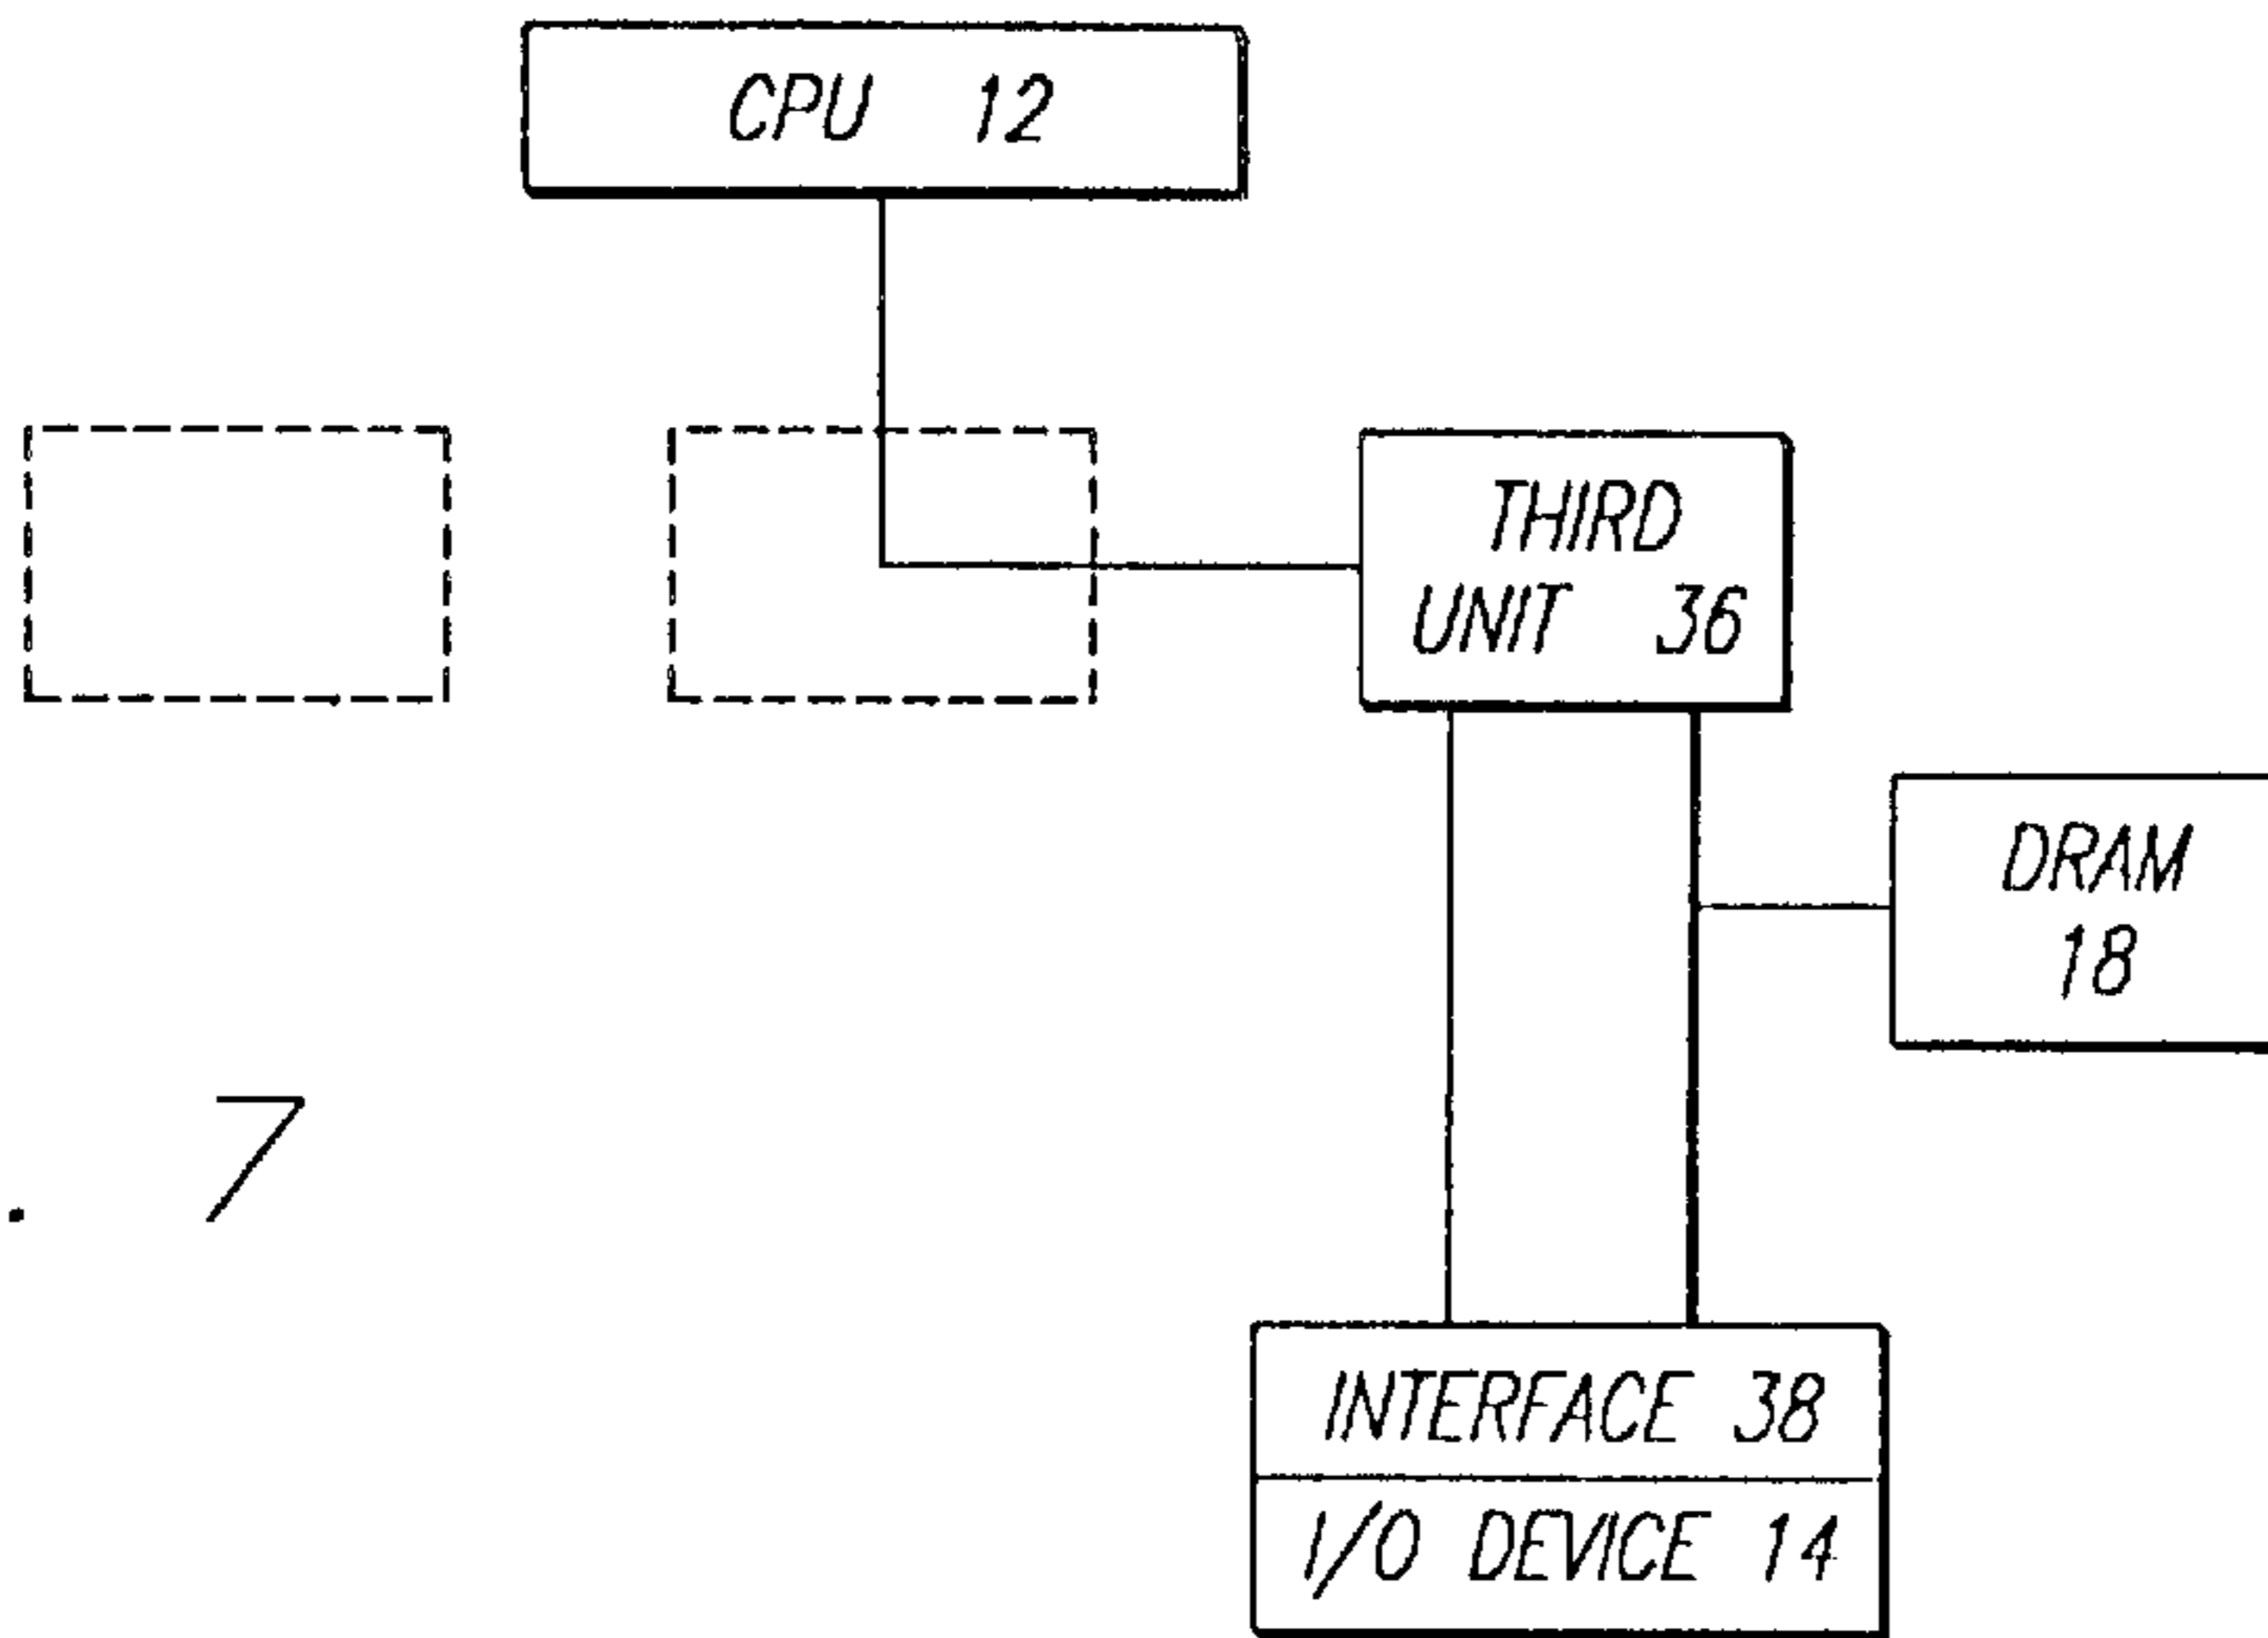 CPU 12
THIRD
UNIT 36
DRAM
18
. 7
INTERFACE 38
I/O DEVICE 14